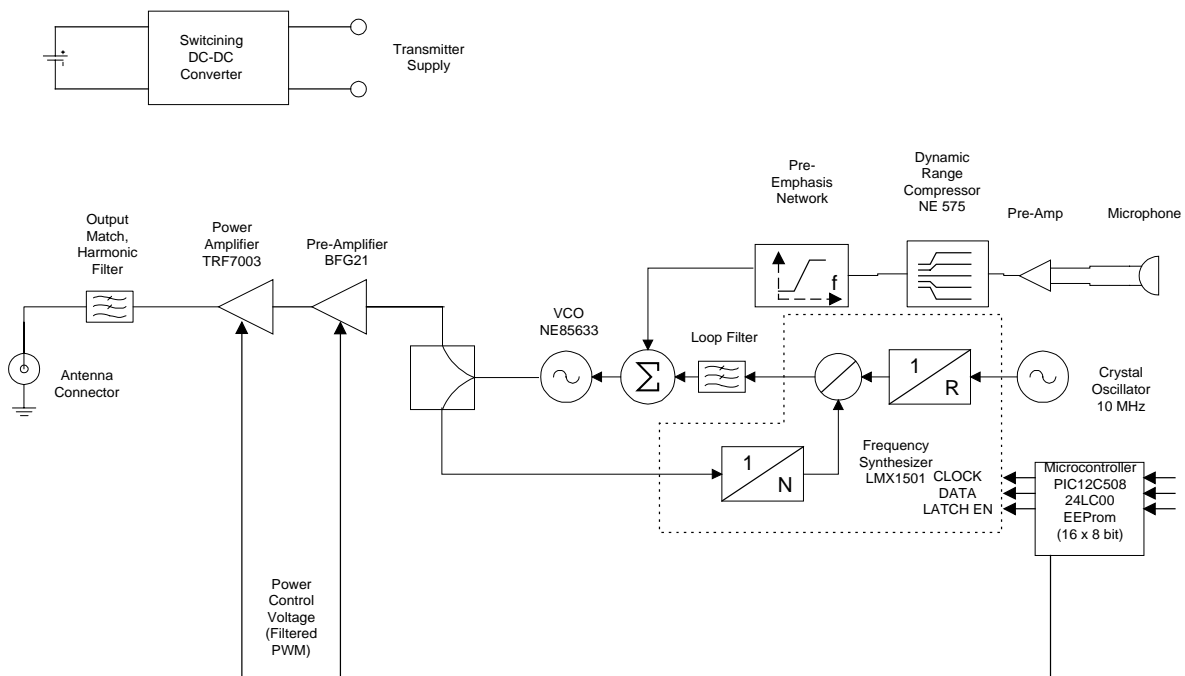 Switcining
DC-DC
Converter
Transmitter
Supply
Output
Match,
Harmonic
Filter
Power
Amplifier
TRF7003
Pre-Amplifier
BFG21
Pre-
Emphasis
Network
Dynamic
Range
Compressor
NE 575
Pre-Amp
Microphone
f
VCO
NE85633
Loop Filter
Σ
1
R
Crystal
Oscillator
10 MHz
Antenna
Connector
1
N
Frequency
Synthesizer
LMX1501
CLOCK
DATA
LATCH EN
Microcontroller
PIC12C508
24LC00
EEProm
(16 x 8 bit)
Power
Control
Voltage
(Filtered
PWM)